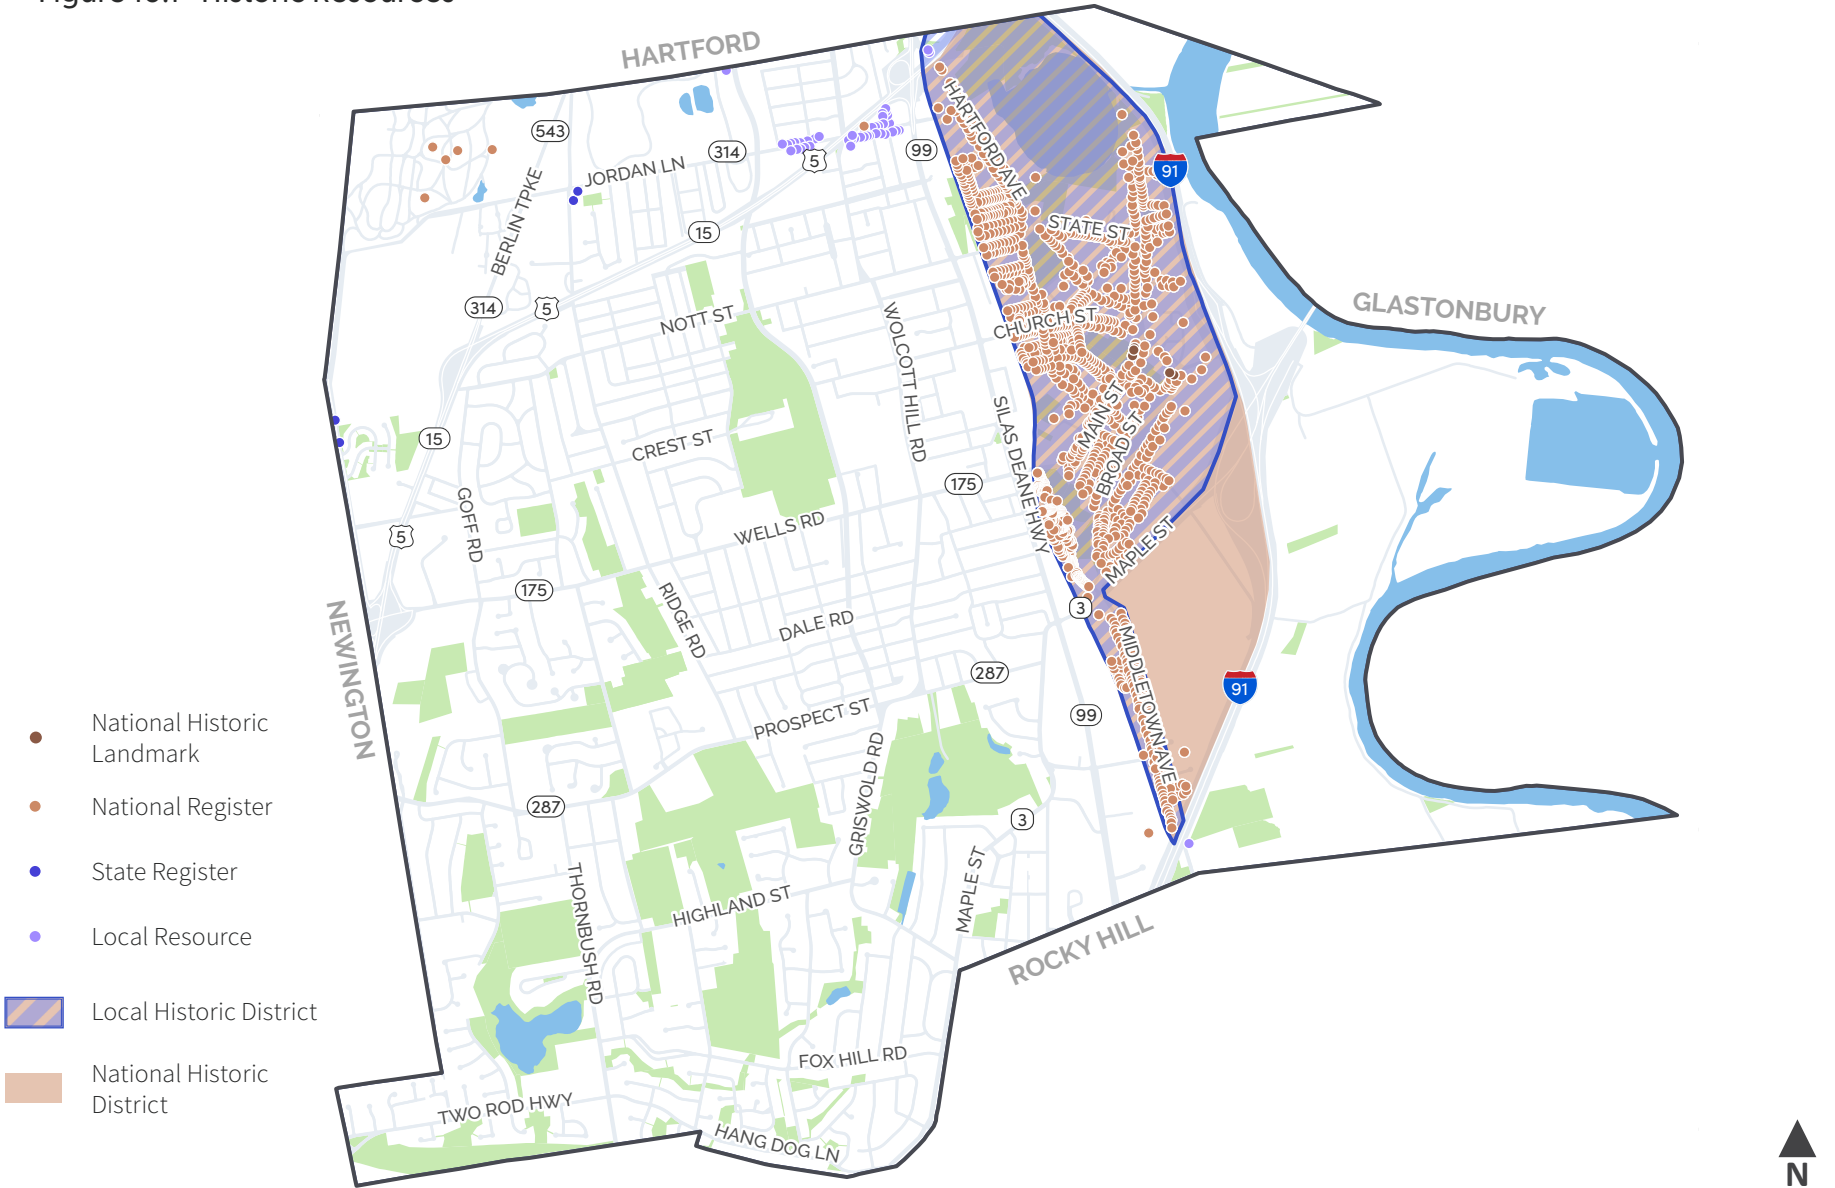 HARTFORD
543
314
JORDAN LN
5
99
HARTFORD AVE
91
BERLIN TPKE
15
STATE ST
314
5
NOTT ST
WOLCOTT HILL RD
CHURCH ST
GLASTONBURY
15
CREST ST
SILAS DEANE HWY
MAIN ST
BROAD ST
175
GOFF RD
5
WELLS RD
MAPLE ST
175
RIDGE RD
DALE RD
3
NEWINGTON
287
MIDDLETOWN AVE
91
PROSPECT ST
99
GRISWOLD RD
287
3
THORNBUSH RD
HIGHLAND ST
MAPLE ST
ROCKY HILL
FOX HILL RD
TWO ROD HWY
HANG DOG LN
National Historic
Landmark
National Register
State Register
Local Resource
Local Historic District
National Historic
District
N